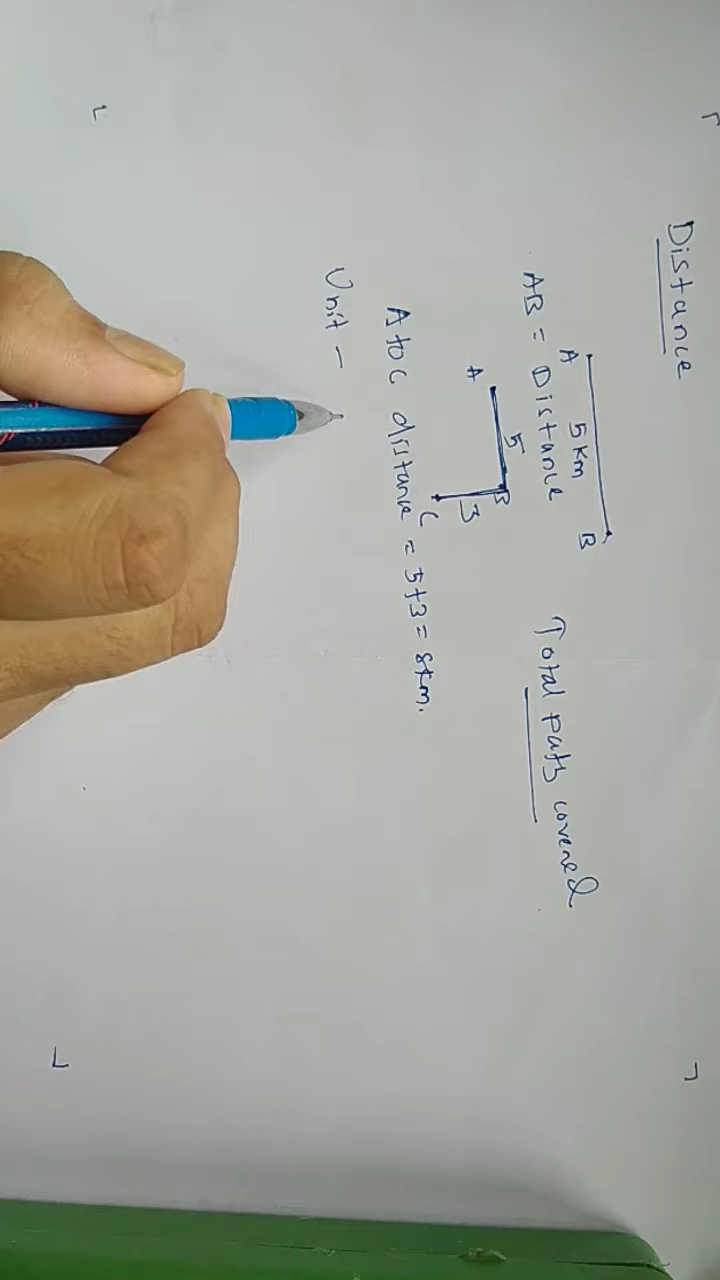 Distance
A 5km B
AB = Distance Total path covered
A 5 B
3
C
A to C distance = 5+3 = 8km.
Unit –